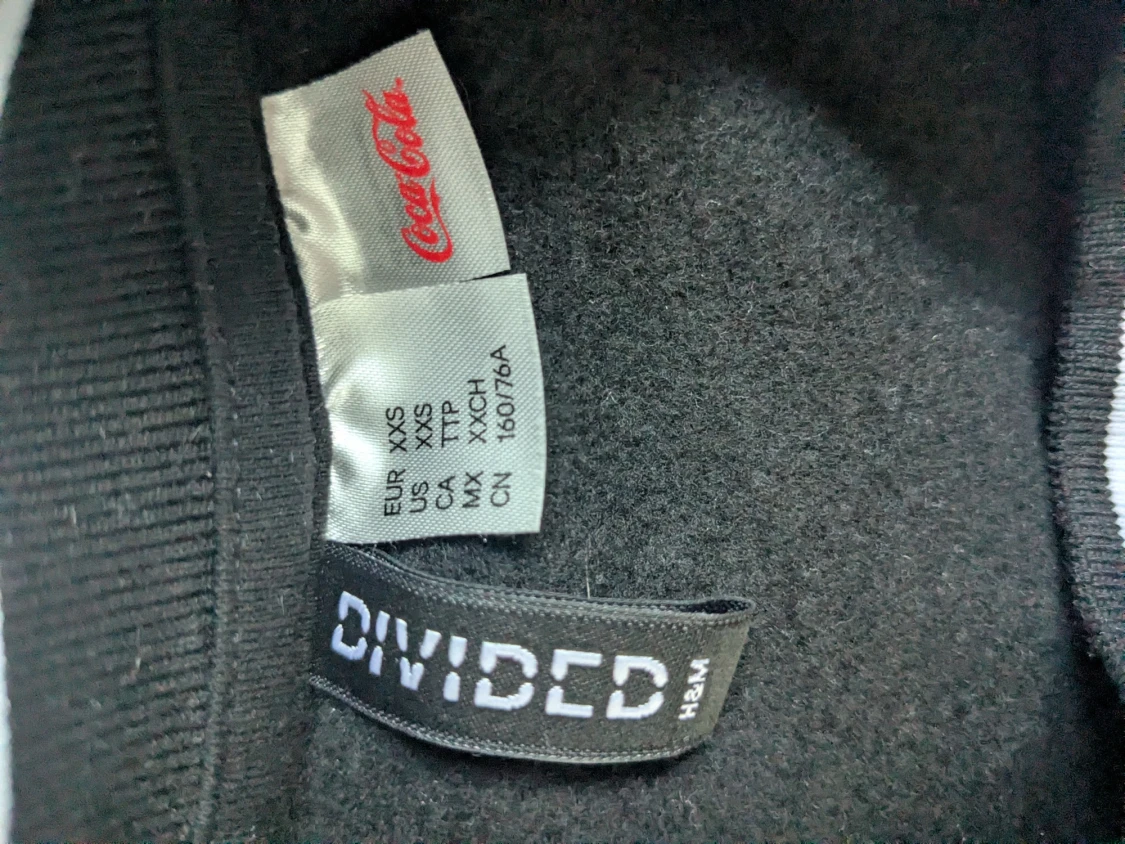 Coca-Cola
EUR XXS
US XXS
CA TTP
MX XXCH
CN 160/76A
DIVIDED
H&M